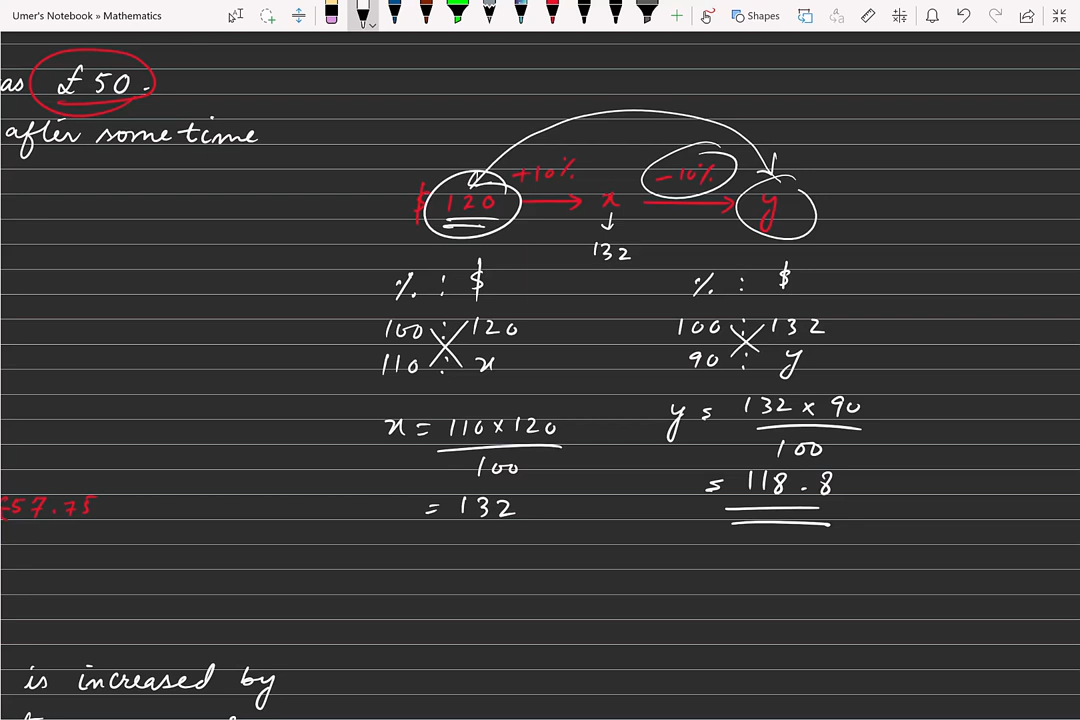 Umer's Notebook » Mathematics
Shapes
as £ 50.
after some time
+10% -10%
$ 120 x y
132
% : $
100 : 120
110 : x
x = 110 x 120
100
= 132
% : $
100 : 132
90 : y
y = 132 x 90
100
= 118.8
£57.75
is increased by